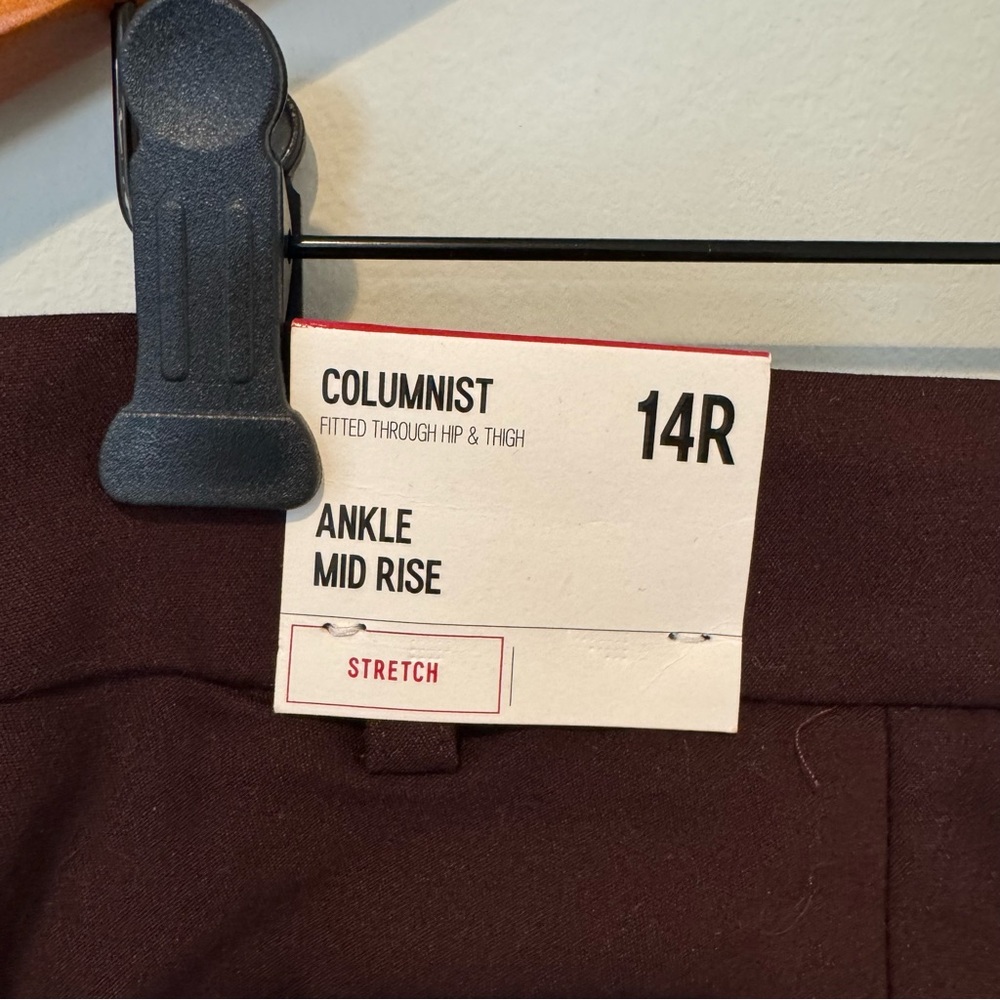 COLUMNIST
FITTED THROUGH HIP & THIGH
14R
ANKLE
MID RISE
STRETCH